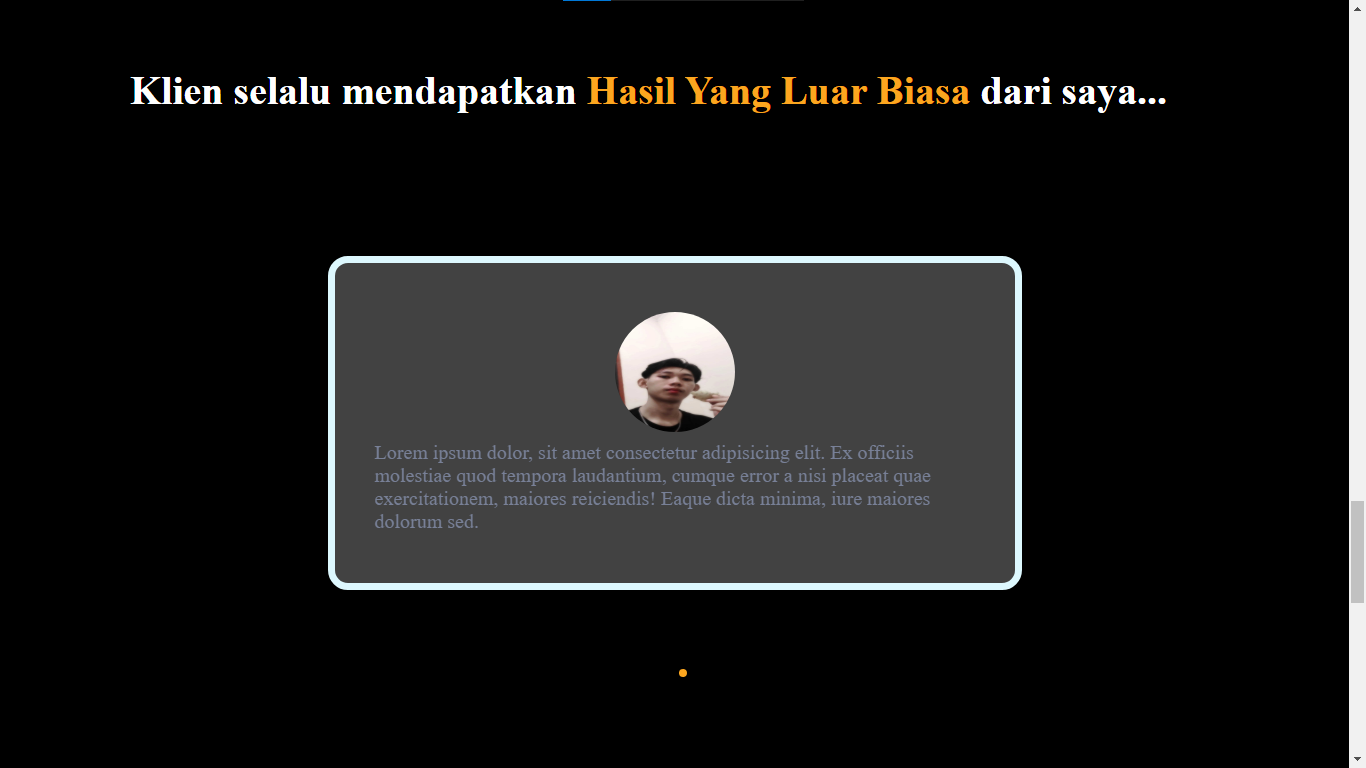 Klien selalu mendapatkan Hasil Yang Luar Biasa dari saya...
Lorem ipsum dolor, sit amet consectetur adipisicing elit. Ex officiis
molestiae quod tempora laudantium, cumque error a nisi placeat quae
exercitationem, maiores reiciendis! Eaque dicta minima, iure maiores
dolorum sed.